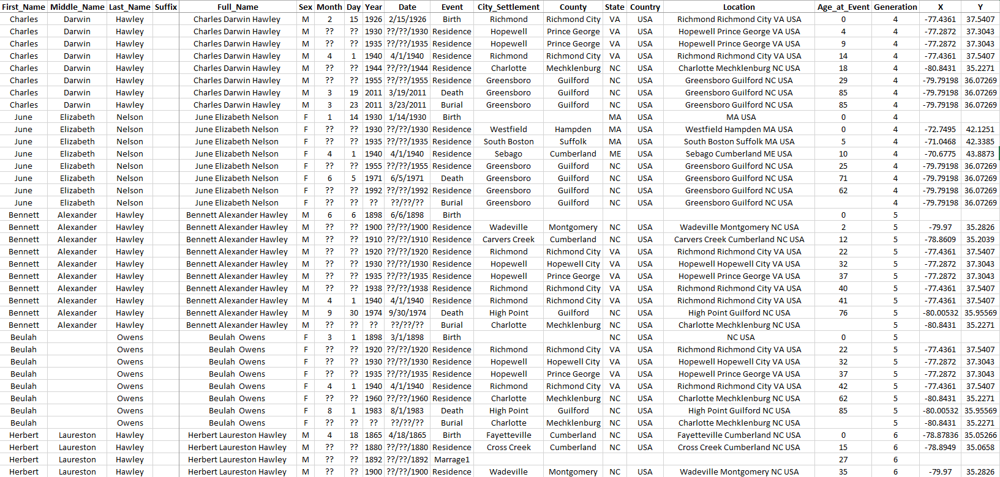 First_Name Middle_Name Last_Name Suffix Full_Name Sex Month Day Year Date Event City_Settlement County State Country Location Age_at_Event Generation X Y
Charles Darwin Hawley Charles Darwin Hawley M 2 15 1926 2/15/1926 Birth Richmond Richmond City VA USA Richmond Richmond City VA USA 0 4 -77.4361 37.5407
Charles Darwin Hawley Charles Darwin Hawley M ?? ?? 1930 ??/??/1930 Residence Hopewell Prince George VA USA Hopewell Prince George VA USA 4 4 -77.2872 37.3043
Charles Darwin Hawley Charles Darwin Hawley M ?? ?? 1935 ??/??/1935 Residence Hopewell Prince George VA USA Hopewell Prince George VA USA 9 4 -77.2872 37.3043
Charles Darwin Hawley Charles Darwin Hawley M 4 1 1940 4/1/1940 Residence Richmond Richmond City VA USA Richmond Richmond City VA USA 14 4 -77.4361 37.5407
Charles Darwin Hawley Charles Darwin Hawley M ?? ?? 1944 ??/??/1944 Residence Charlotte Mechklenburg NC USA Charlotte Mechklenburg NC USA 18 4 -80.8431 35.2271
Charles Darwin Hawley Charles Darwin Hawley M ?? ?? 1955 ??/??/1955 Residence Greensboro Guilford NC USA Greensboro Guilford NC USA 29 4 -79.79198 36.07269
Charles Darwin Hawley Charles Darwin Hawley M 3 19 2011 3/19/2011 Death Greensboro Guilford NC USA Greensboro Guilford NC USA 85 4 -79.79198 36.07269
Charles Darwin Hawley Charles Darwin Hawley M 3 23 2011 3/23/2011 Burial Greensboro Guilford NC USA Greensboro Guilford NC USA 85 4 -79.79198 36.07269
June Elizabeth Nelson June Elizabeth Nelson F 1 14 1930 1/14/1930 Birth MA USA MA USA 0 4
June Elizabeth Nelson June Elizabeth Nelson F ?? ?? 1930 ??/??/1930 Residence Westfield Hampden MA USA Westfield Hampden MA USA 0 4 -72.7495 42.1251
June Elizabeth Nelson June Elizabeth Nelson F ?? ?? 1935 ??/??/1935 Residence South Boston Suffolk MA USA South Boston Suffolk MA USA 5 4 -71.0468 42.3385
June Elizabeth Nelson June Elizabeth Nelson F 4 1 1940 4/1/1940 Residence Sebago Cumberland ME USA Sebago Cumberland ME USA 10 4 -70.6775 43.8873
June Elizabeth Nelson June Elizabeth Nelson F ?? ?? 1955 ??/??/1955 Residence Greensboro Guilford NC USA Greensboro Guilford NC USA 25 4 -79.79198 36.07269
June Elizabeth Nelson June Elizabeth Nelson F 6 5 1971 6/5/1971 Death Greensboro Guilford NC USA Greensboro Guilford NC USA 71 4 -79.79198 36.07269
June Elizabeth Nelson June Elizabeth Nelson F ?? ?? 1992 ??/??/1992 Residence Greensboro Guilford NC USA Greensboro Guilford NC USA 62 4 -79.79198 36.07269
June Elizabeth Nelson June Elizabeth Nelson F ?? ?? ?? ??/??/?? Burial Greensboro Guilford NC USA Greensboro Guilford NC USA 4 -79.79198 36.07269
Bennett Alexander Hawley Bennett Alexander Hawley M 6 6 1898 6/6/1898 Birth 0 5
Bennett Alexander Hawley Bennett Alexander Hawley M ?? ?? 1900 ??/??/1900 Residence Wadeville Montgomery NC USA Wadeville Montgomery NC USA 2 5 -79.97 35.2826
Bennett Alexander Hawley Bennett Alexander Hawley M ?? ?? 1910 ??/??/1910 Residence Carvers Creek Cumberland NC USA Carvers Creek Cumberland NC USA 12 5 -78.8609 35.2039
Bennett Alexander Hawley Bennett Alexander Hawley M ?? ?? 1920 ??/??/1920 Residence Richmond Richmond City VA USA Richmond Richmond City VA USA 22 5 -77.4361 37.5407
Bennett Alexander Hawley Bennett Alexander Hawley M ?? ?? 1930 ??/??/1930 Residence Hopewell Hopewell City VA USA Hopewell Hopewell City VA USA 32 5 -77.2872 37.3043
Bennett Alexander Hawley Bennett Alexander Hawley M ?? ?? 1935 ??/??/1935 Residence Hopewell Prince George VA USA Hopewell Prince George VA USA 37 5 -77.2872 37.3043
Bennett Alexander Hawley Bennett Alexander Hawley M ?? ?? 1938 ??/??/1938 Residence Richmond Richmond City VA USA Richmond Richmond City VA USA 40 5 -77.4361 37.5407
Bennett Alexander Hawley Bennett Alexander Hawley M 4 1 1940 4/1/1940 Residence Richmond Richmond City VA USA Richmond Richmond City VA USA 41 5 -77.4361 37.5407
Bennett Alexander Hawley Bennett Alexander Hawley M 9 30 1974 9/30/1974 Death High Point Guilford NC USA High Point Guilford NC USA 76 5 -80.00532 35.95569
Bennett Alexander Hawley Bennett Alexander Hawley M ?? ?? ?? ??/??/?? Burial Charlotte Mechklenburg NC USA Charlotte Mechklenburg NC USA 5 -80.8431 35.2271
Beulah Owens Beulah Owens F 3 1 1898 3/1/1898 Birth NC USA NC USA 0 5
Beulah Owens Beulah Owens F ?? ?? 1920 ??/??/1920 Residence Richmond Richmond City VA USA Richmond Richmond City VA USA 22 5 -77.4361 37.5407
Beulah Owens Beulah Owens F ?? ?? 1930 ??/??/1930 Residence Hopewell Hopewell City VA USA Hopewell Hopewell City VA USA 32 5 -77.2872 37.3043
Beulah Owens Beulah Owens F ?? ?? 1935 ??/??/1935 Residence Hopewell Prince George VA USA Hopewell Prince George VA USA 37 5 -77.2872 37.3043
Beulah Owens Beulah Owens F 4 1 1940 4/1/1940 Residence Richmond Richmond City VA USA Richmond Richmond City VA USA 42 5 -77.4361 37.5407
Beulah Owens Beulah Owens F ?? ?? 1960 ??/??/1960 Residence Charlotte Mechklenburg NC USA Charlotte Mechklenburg NC USA 62 5 -80.8431 35.2271
Beulah Owens Beulah Owens F 8 1 1983 8/1/1983 Death High Point Guilford NC USA High Point Guilford NC USA 85 5 -80.00532 35.95569
Beulah Owens Beulah Owens F ?? ?? ?? ??/??/?? Burial Charlotte Mechklenburg NC USA Charlotte Mechklenburg NC USA 5 -80.8431 35.2271
Herbert Laureston Hawley Herbert Laureston Hawley M 4 18 1865 4/18/1865 Birth Fayetteville Cumberland NC USA Fayetteville Cumberland NC USA 0 6 -78.87836 35.05266
Herbert Laureston Hawley Herbert Laureston Hawley M ?? ?? 1880 ??/??/1880 Residence Cross Creek Cumberland NC USA Cross Creek Cumberland NC USA 15 6 -78.8949 35.0658
Herbert Laureston Hawley Herbert Laureston Hawley M ?? ?? 1892 ??/??/1892 Marrage1 27 6
Herbert Laureston Hawley Herbert Laureston Hawley M ?? ?? 1900 ??/??/1900 Residence Wadeville Montgomery NC USA Wadeville Montgomery NC USA 35 6 -79.97 35.2826